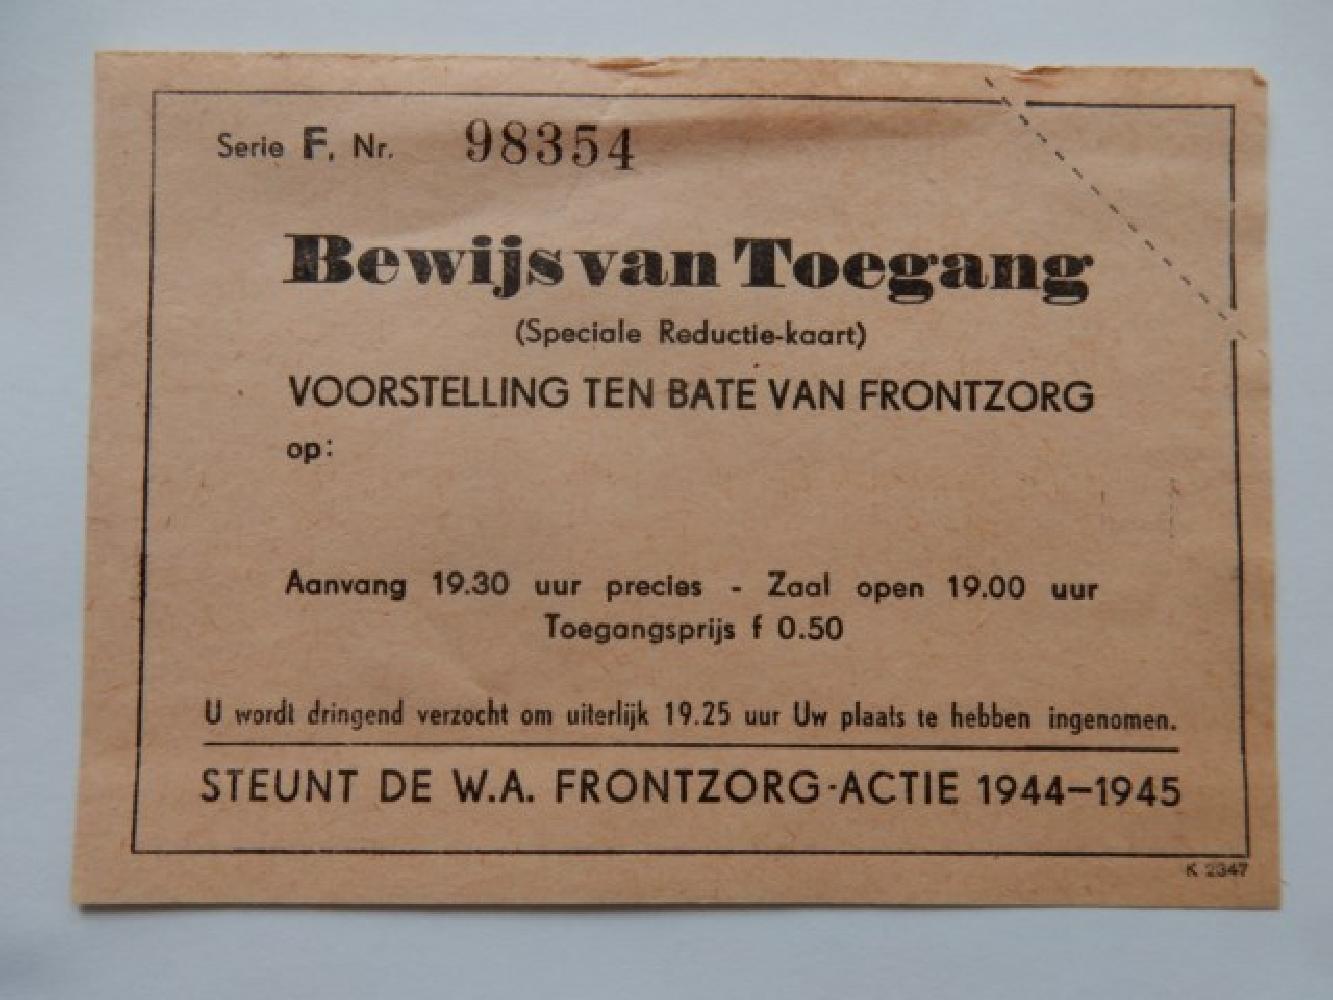 Serie F. Nr. 98354
Bewijs van Toegang
(Speciale Reductie-kaart)
VOORSTELLING TEN BATE VAN FRONTZORG
op:
Aanvang 19.30 uur precies - Zaal open 19.00 uur
Toegangsprijs f 0.50
U wordt dringend verzocht om uiterlijk 19.25 uur Uw plaats te hebben ingenomen.
STEUNT DE W.A. FRONTZORG-ACTIE 1944—1945
K 2347